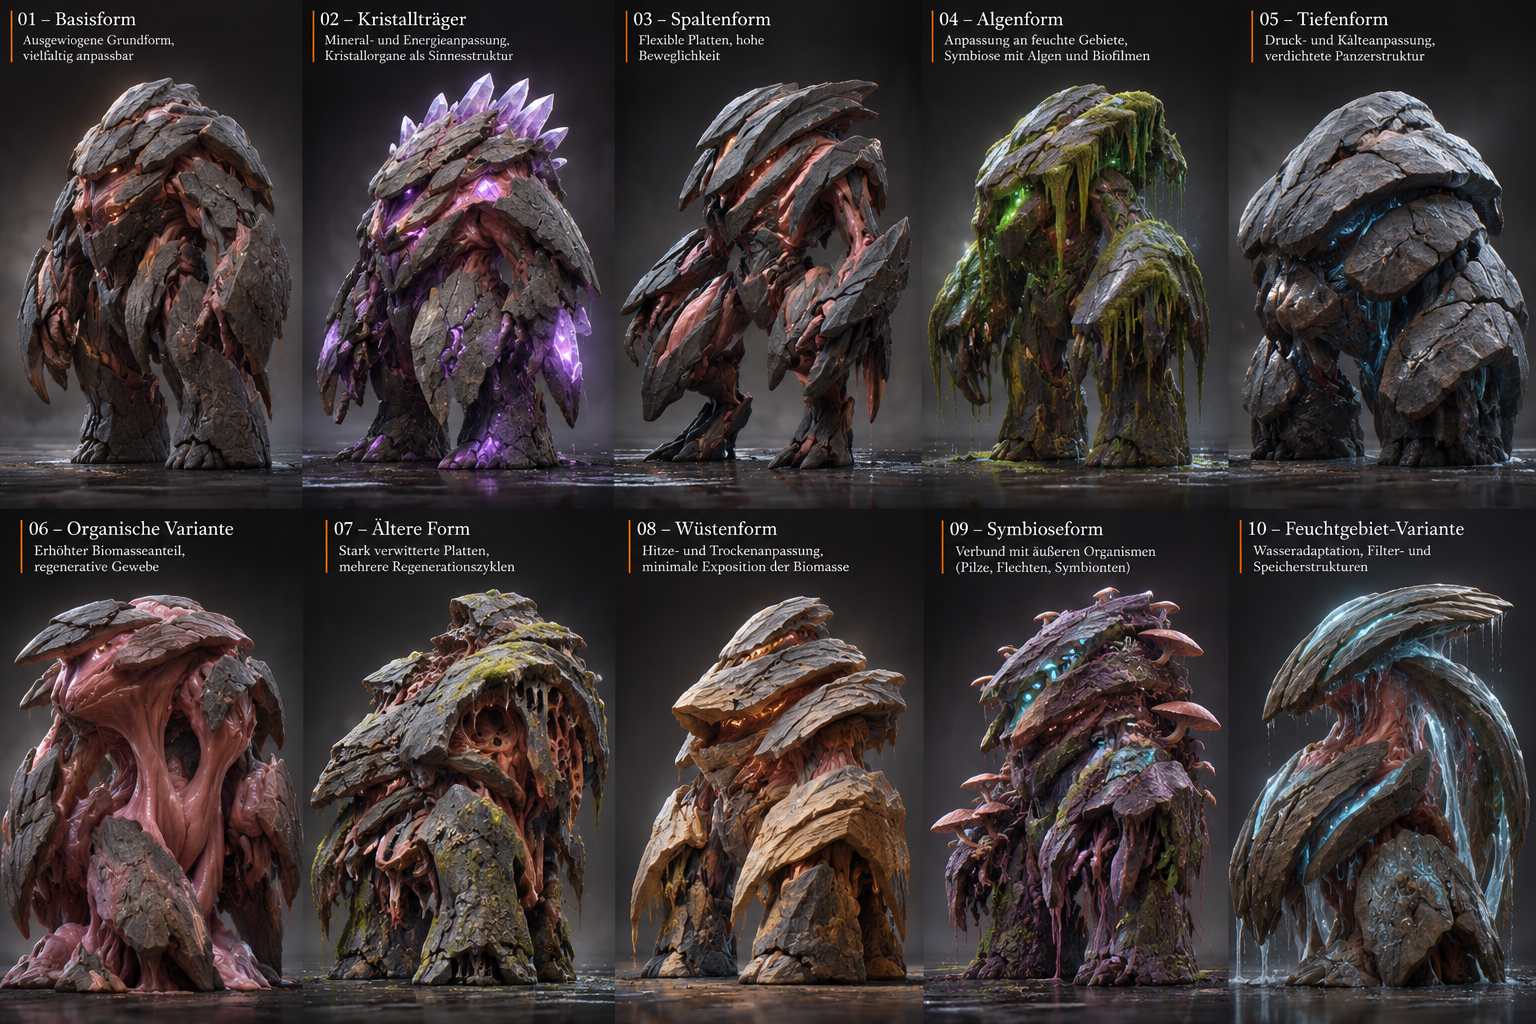 01 – Basisform
Ausgewiogene Grundform,
vielfältig anpassbar
02 – Kristallträger
Mineral- und Energieanpassung,
Kristallorgane als Sinnesstruktur
03 – Spaltenform
Flexible Platten, hohe
Beweglichkeit
04 – Algenform
Anpassung an feuchte Gebiete,
Symbiose mit Algen und Biofilmen
05 – Tiefenform
Druck- und Kälteanpassung,
verdichtete Panzerstruktur
06 – Organische Variante
Erhöhter Biomasseanteil,
regenerative Gewebe
07 – Ältere Form
Stark verwitterte Platten,
mehrere Regenerationszyklen
08 – Wüstenform
Hitze- und Trockenanpassung,
minimale Exposition der Biomasse
09 – Symbioseform
Verbund mit äußeren Organismen
(Pilze, Flechten, Symbionten)
10 – Feuchtgebiet-Variante
Wasseradaptation, Filter- und
Speicherstrukturen